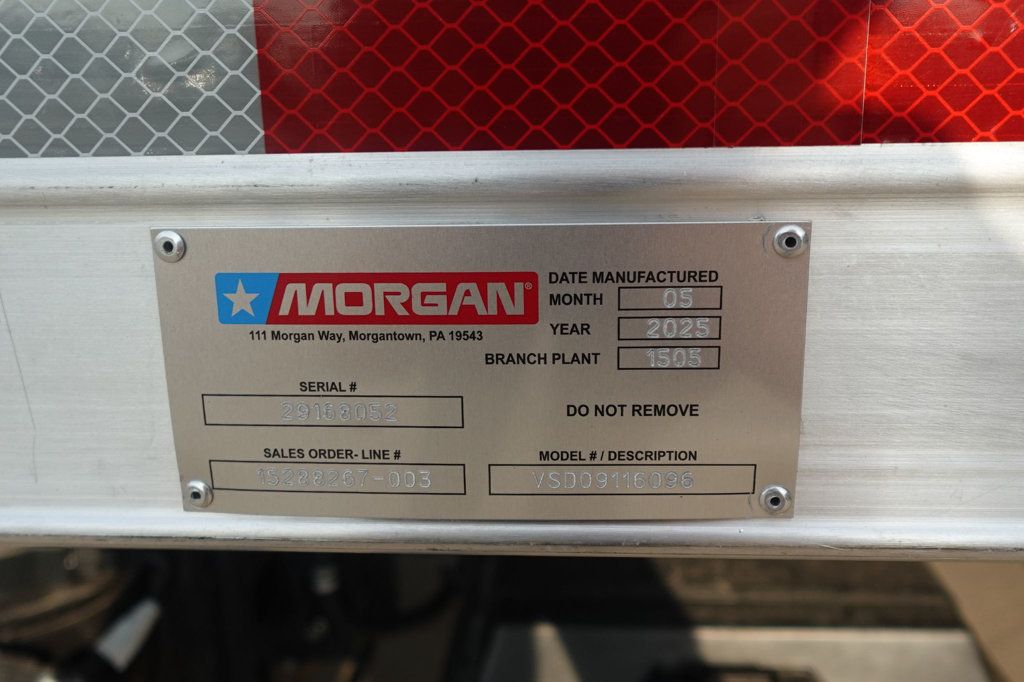 MORGAN®
111 Morgan Way, Morgantown, PA 19543
DATE MANUFACTURED
MONTH 05
YEAR 2025
BRANCH PLANT 1505
SERIAL #
29168052
DO NOT REMOVE
SALES ORDER- LINE #
15288267-003
MODEL # / DESCRIPTION
VSD09116096